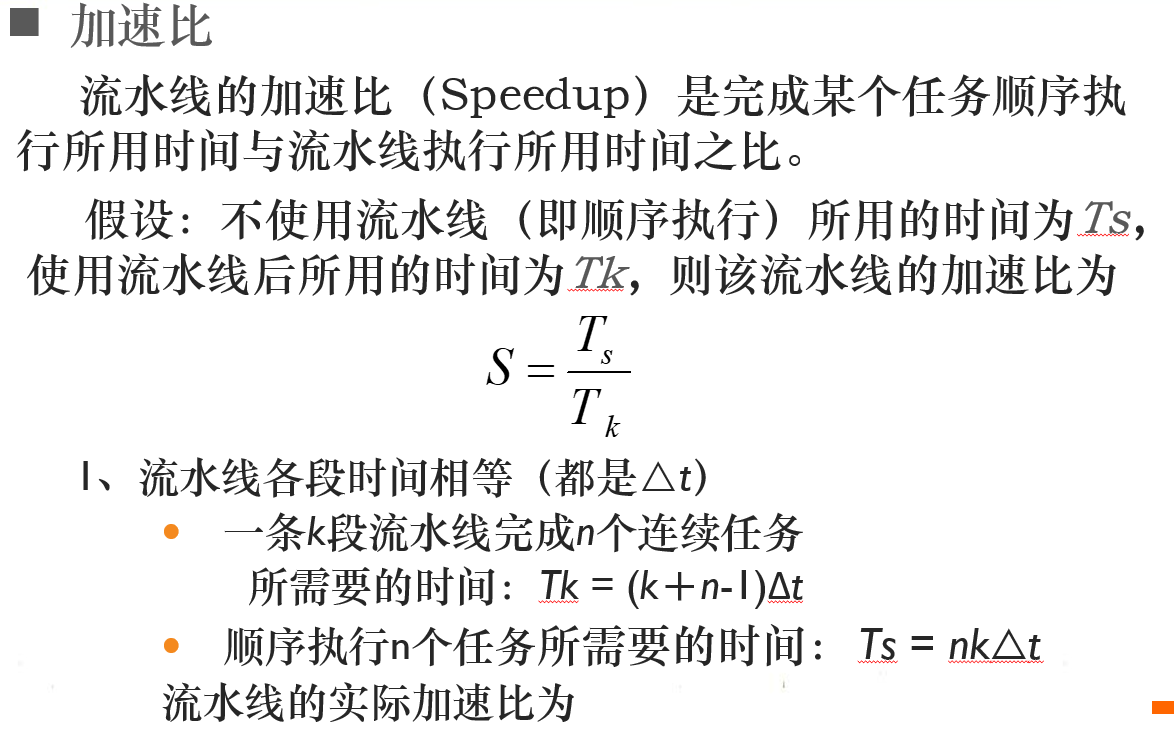 ■ 加速比
流水线的加速比（Speedup）是完成某个任务顺序执
行所用时间与流水线执行所用时间之比。
假设：不使用流水线（即顺序执行）所用的时间为Ts，
使用流水线后所用的时间为Tk，则该流水线的加速比为
S = T_s / T_k
1、流水线各段时间相等（都是△t）
• 一条k段流水线完成n个连续任务
所需要的时间：Tk = (k＋n-1)Δt
• 顺序执行n个任务所需要的时间： Ts = nk△t
流水线的实际加速比为